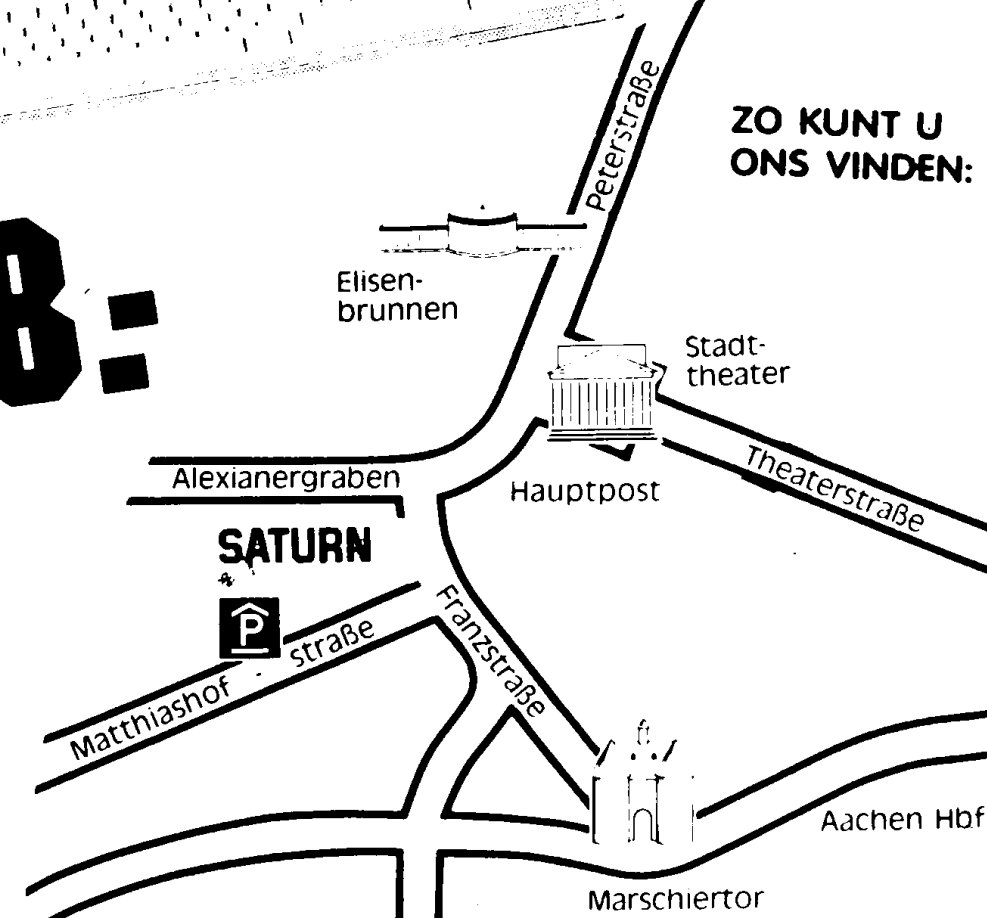 Peterstraße
ZO KUNT U
ONS VINDEN:
Elisen-
brunnen
8:
Stadt-
theater
Theaterstraße
Alexianergraben
Hauptpost
SATURN
P
Franzstraße
Matthiashof - straße
Aachen Hbf
Marschiertor